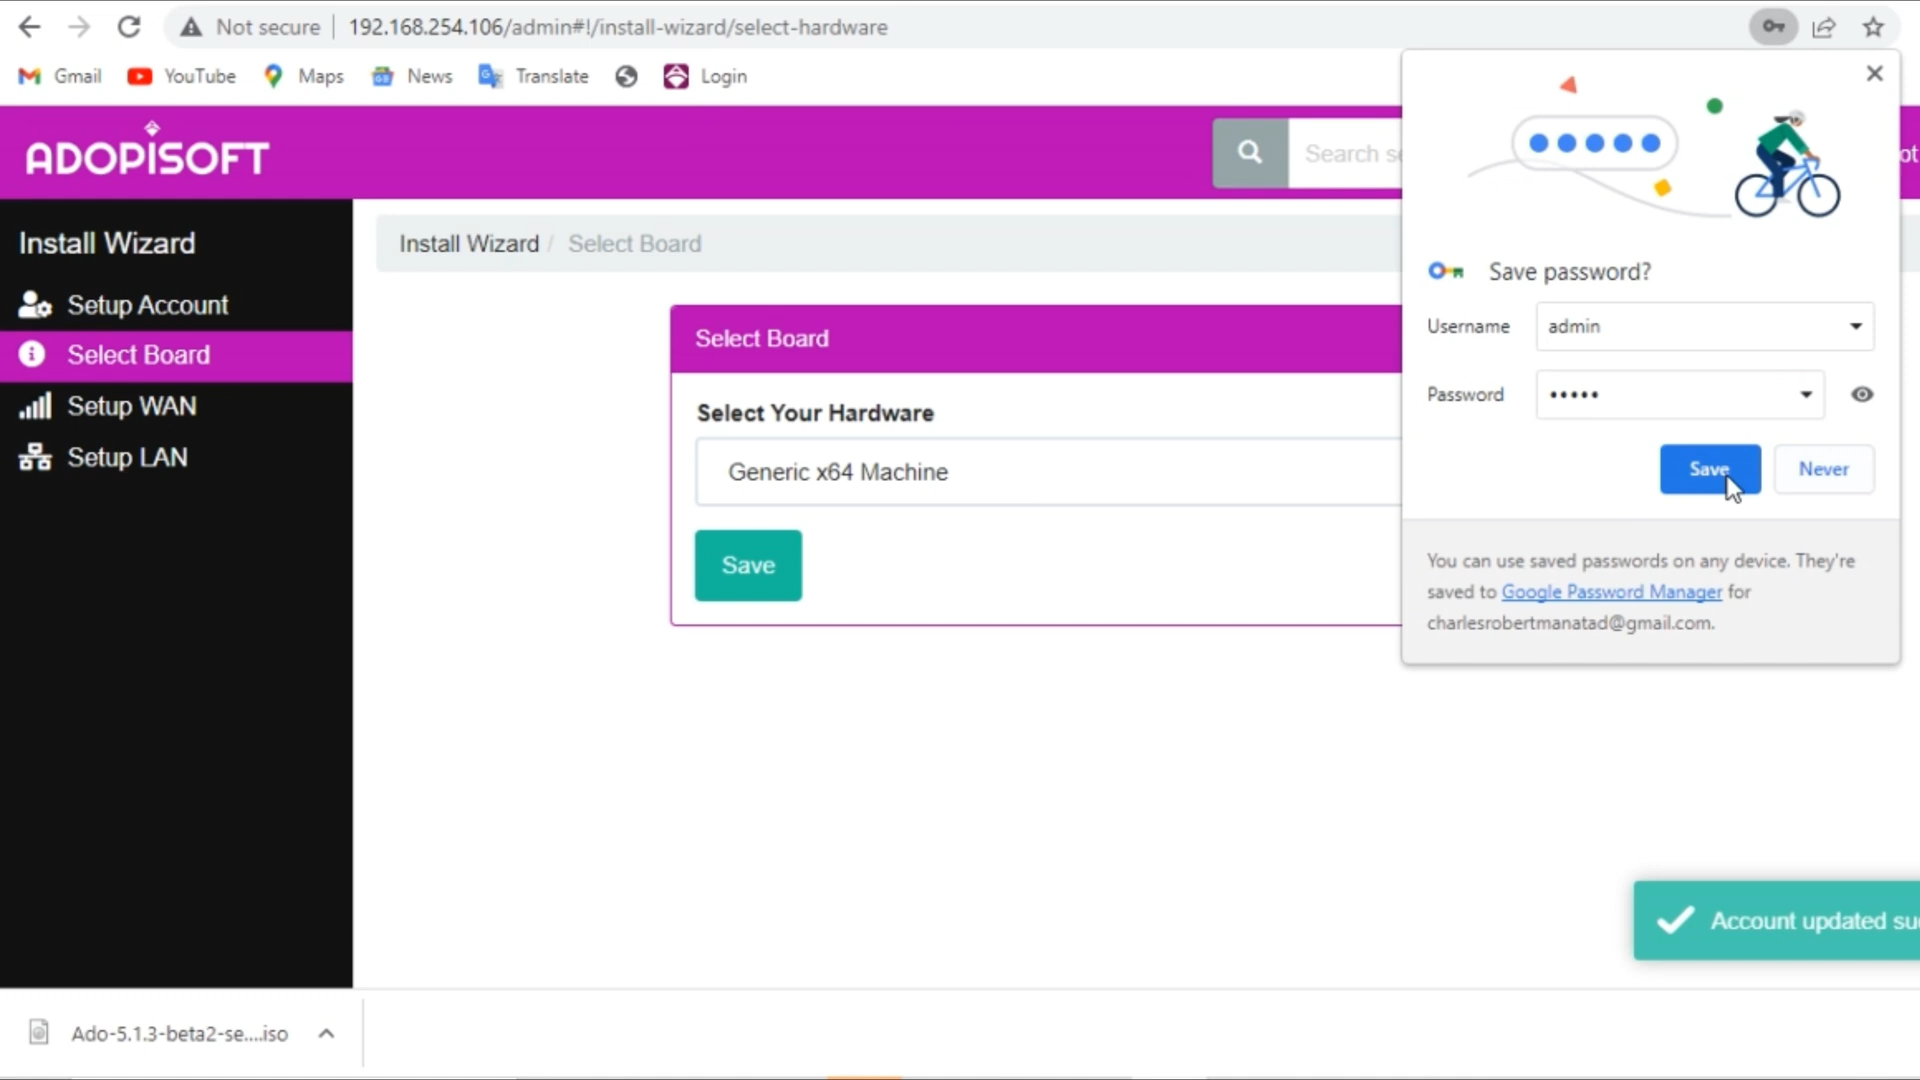 Not secure
192.168.254.106/admin#!/install-wizard/select-hardware
Gmail
YouTube
Maps
News
Translate
Login
ADOPISOFT
Search
Install Wizard
Setup Account
Select Board
Setup WAN
Setup LAN
Install Wizard / Select Board
Select Board
Select Your Hardware
Generic x64 Machine
Save
Save password?
Username
admin
Password
•••••
Save
Never
You can use saved passwords on any device. They're
saved to Google Password Manager for
charlesrobertmanatad@gmail.com.
Account updated
Ado-5.1.3-beta2-se....iso